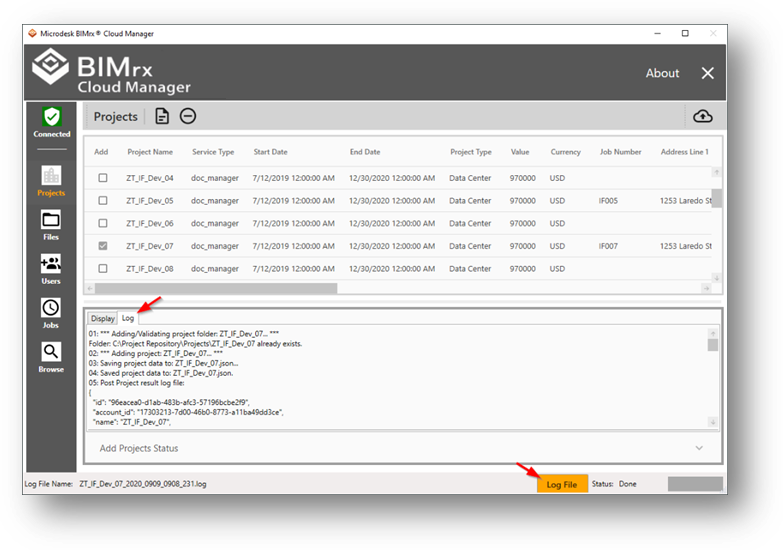 Microdesk BIMrx® Cloud Manager
BIMrx
Cloud Manager
About
Connected
Projects
Files
Users
Jobs
Browse
Projects
Add Project Name Service Type Start Date End Date Project Type Value Currency Job Number Address Line 1
ZT_IF_Dev_04 doc_manager 7/12/2019 12:00:00 AM 12/30/2020 12:00:00 AM Data Center 970000 USD
ZT_IF_Dev_05 doc_manager 7/12/2019 12:00:00 AM 12/30/2020 12:00:00 AM Data Center 970000 USD IF005 1253 Laredo St
ZT_IF_Dev_06 doc_manager 7/12/2019 12:00:00 AM 12/30/2020 12:00:00 AM Data Center 970000 USD
ZT_IF_Dev_07 doc_manager 7/12/2019 12:00:00 AM 12/30/2020 12:00:00 AM Data Center 970000 USD IF007 1253 Laredo St
ZT_IF_Dev_08 doc_manager 7/12/2019 12:00:00 AM 12/30/2020 12:00:00 AM Data Center 970000 USD
Display Log
01: *** Adding/Validating project folder: ZT_IF_Dev_07... ***
Folder: C:\Project Repository\Projects\ZT_IF_Dev_07 already exists.
02: *** Adding project: ZT_IF_Dev_07... ***
03: Saving project data to: ZT_IF_Dev_07.json...
04: Saved project data to: ZT_IF_Dev_07.json.
05: Post Project result log file:
{
"id": "96eacea0-d1ab-483b-afc3-57196bcbe2f9",
"account_id": "17303213-7d00-46b0-8773-a11ba49dd3ce",
"name": "ZT_IF_Dev_07",
Add Projects Status
Log File Name: ZT_IF_Dev_07_2020_0909_0908_231.log
Log File
Status: Done